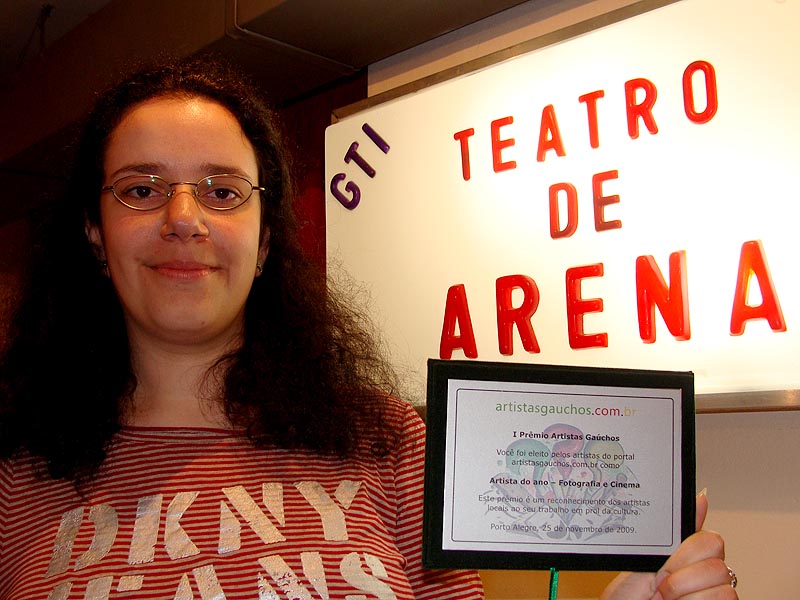 GTI
TEATRO
DE
ARENA
artistasgauchos.com.br
I Prêmio Artistas Gaúchos
Você foi eleito pelos artistas do portal
artistasgauchos.com.br como
Artista do ano – Fotografia e Cinema
Este prêmio é um reconhecimento dos artistas
locais ao seu trabalho em prol da cultura.
Porto Alegre, 25 de novembro de 2009.
DKNY
JEANS